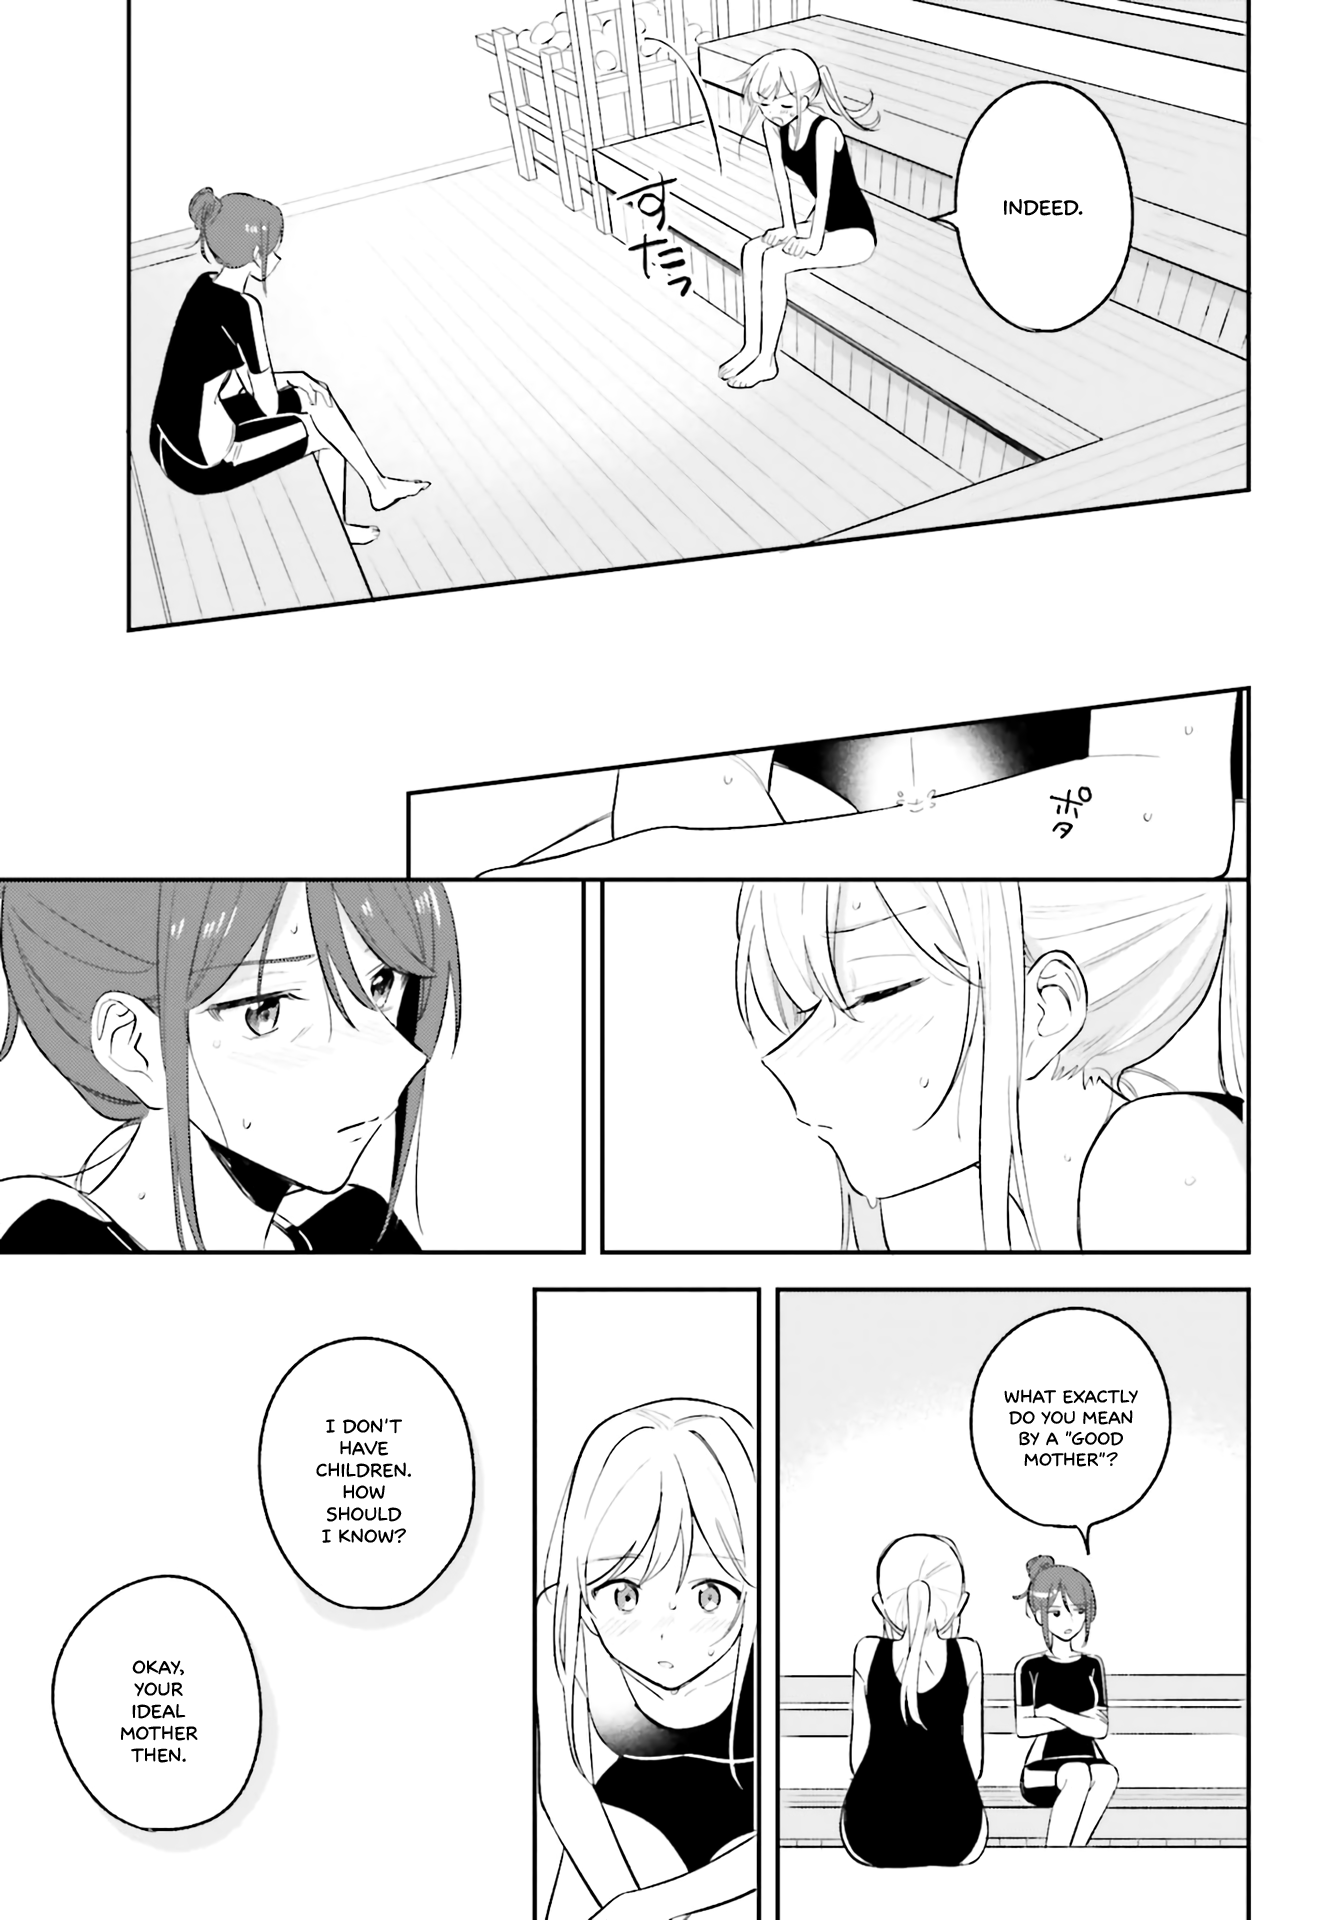 INDEED.
すとっ
ポタ
WHAT EXACTLY
DO YOU MEAN
BY A "GOOD
MOTHER"?
I DON'T
HAVE
CHILDREN.
HOW
SHOULD
I KNOW?
OKAY,
YOUR
IDEAL
MOTHER
THEN.